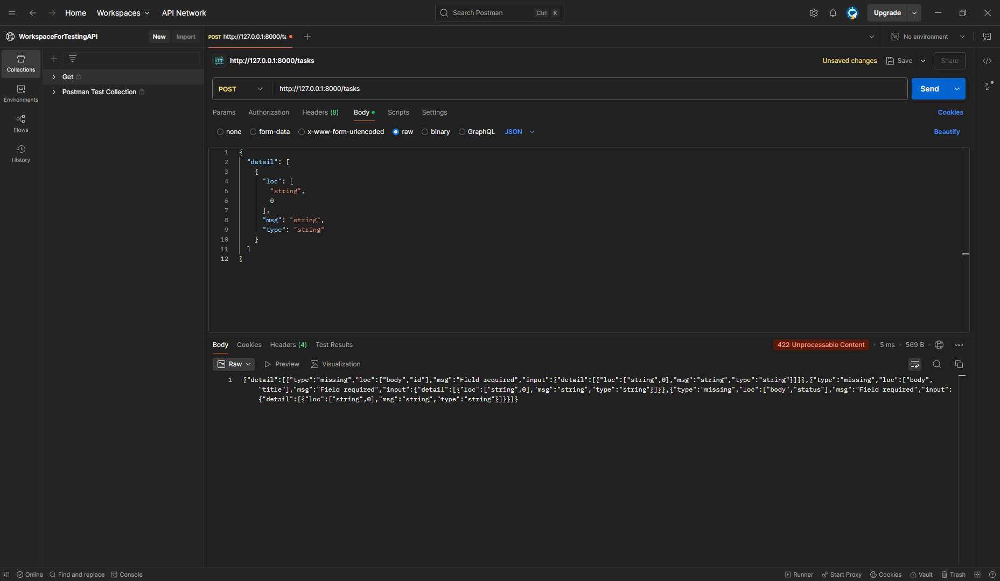 Home
Workspaces
API Network
Search Postman
Ctrl K
Upgrade
WorkspaceForTestingAPI
New
Import
POST http://127.0.0.1:8000/ta
No environment
Collections
Environments
Flows
History
Get
Postman Test Collection
HTTP
http://127.0.0.1:8000/tasks
Unsaved changes
Save
Share
POST
http://127.0.0.1:8000/tasks
Send
Params
Authorization
Headers (8)
Body
Scripts
Settings
Cookies
none
form-data
x-www-form-urlencoded
raw
binary
GraphQL
JSON
Beautify
1 {
2 "detail": [
3 {
4 "loc": [
5 "string",
6 0
7 ],
8 "msg": "string",
9 "type": "string"
10 }
11 ]
12 }
Body
Cookies
Headers (4)
Test Results
422 Unprocessable Content
5 ms
569 B
Raw
Preview
Visualization
1 {"detail":[{"type":"missing","loc":["body","id"],"msg":"Field required","input":{"detail":[{"loc":["string",0],"msg":"string","type":"string"}]}},{"type":"missing","loc":["body",
"title"],"msg":"Field required","input":{"detail":[{"loc":["string",0],"msg":"string","type":"string"}]}},{"type":"missing","loc":["body","status"],"msg":"Field required","input":
{"detail":[{"loc":["string",0],"msg":"string","type":"string"}]}}]}
Online
Find and replace
Console
Runner
Start Proxy
Cookies
Vault
Trash